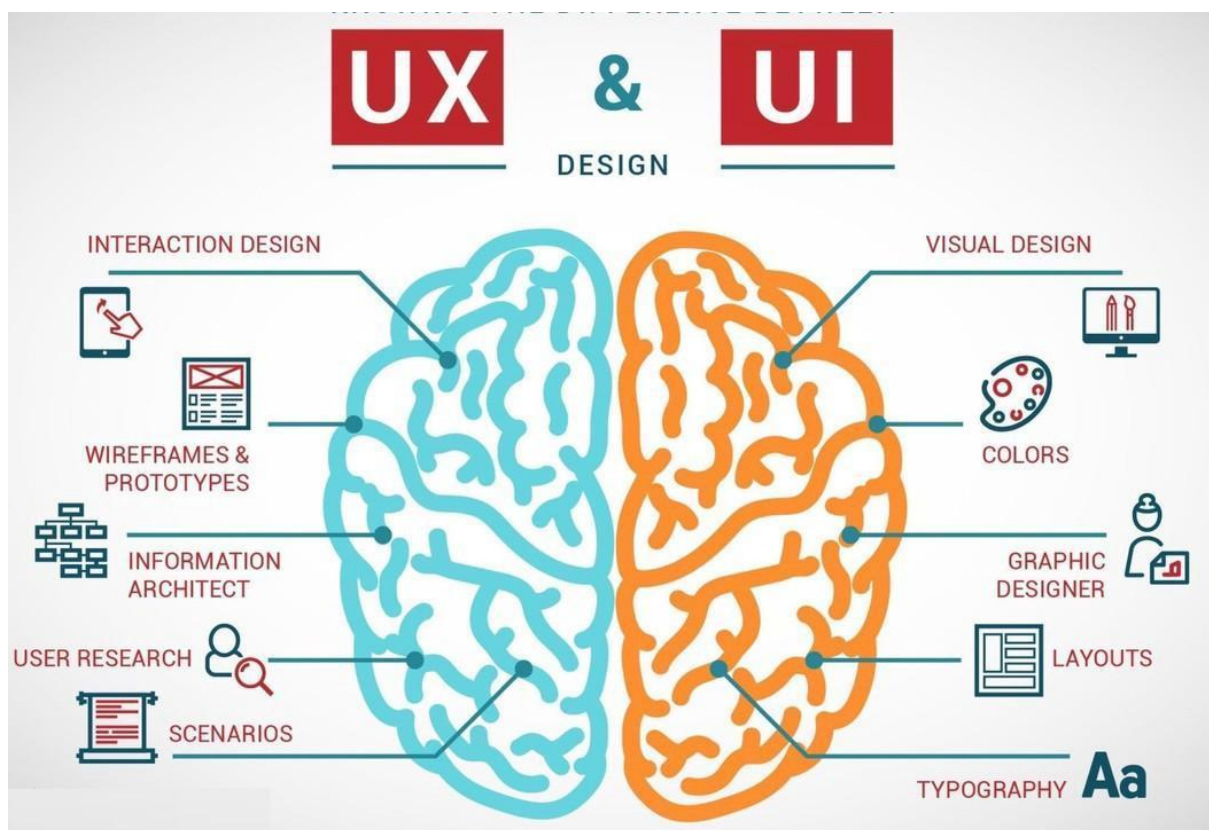 UX & UI
DESIGN
INTERACTION DESIGN
WIREFRAMES &
PROTOTYPES
INFORMATION
ARCHITECT
USER RESEARCH
SCENARIOS
VISUAL DESIGN
COLORS
GRAPHIC
DESIGNER
LAYOUTS
TYPOGRAPHY Aa